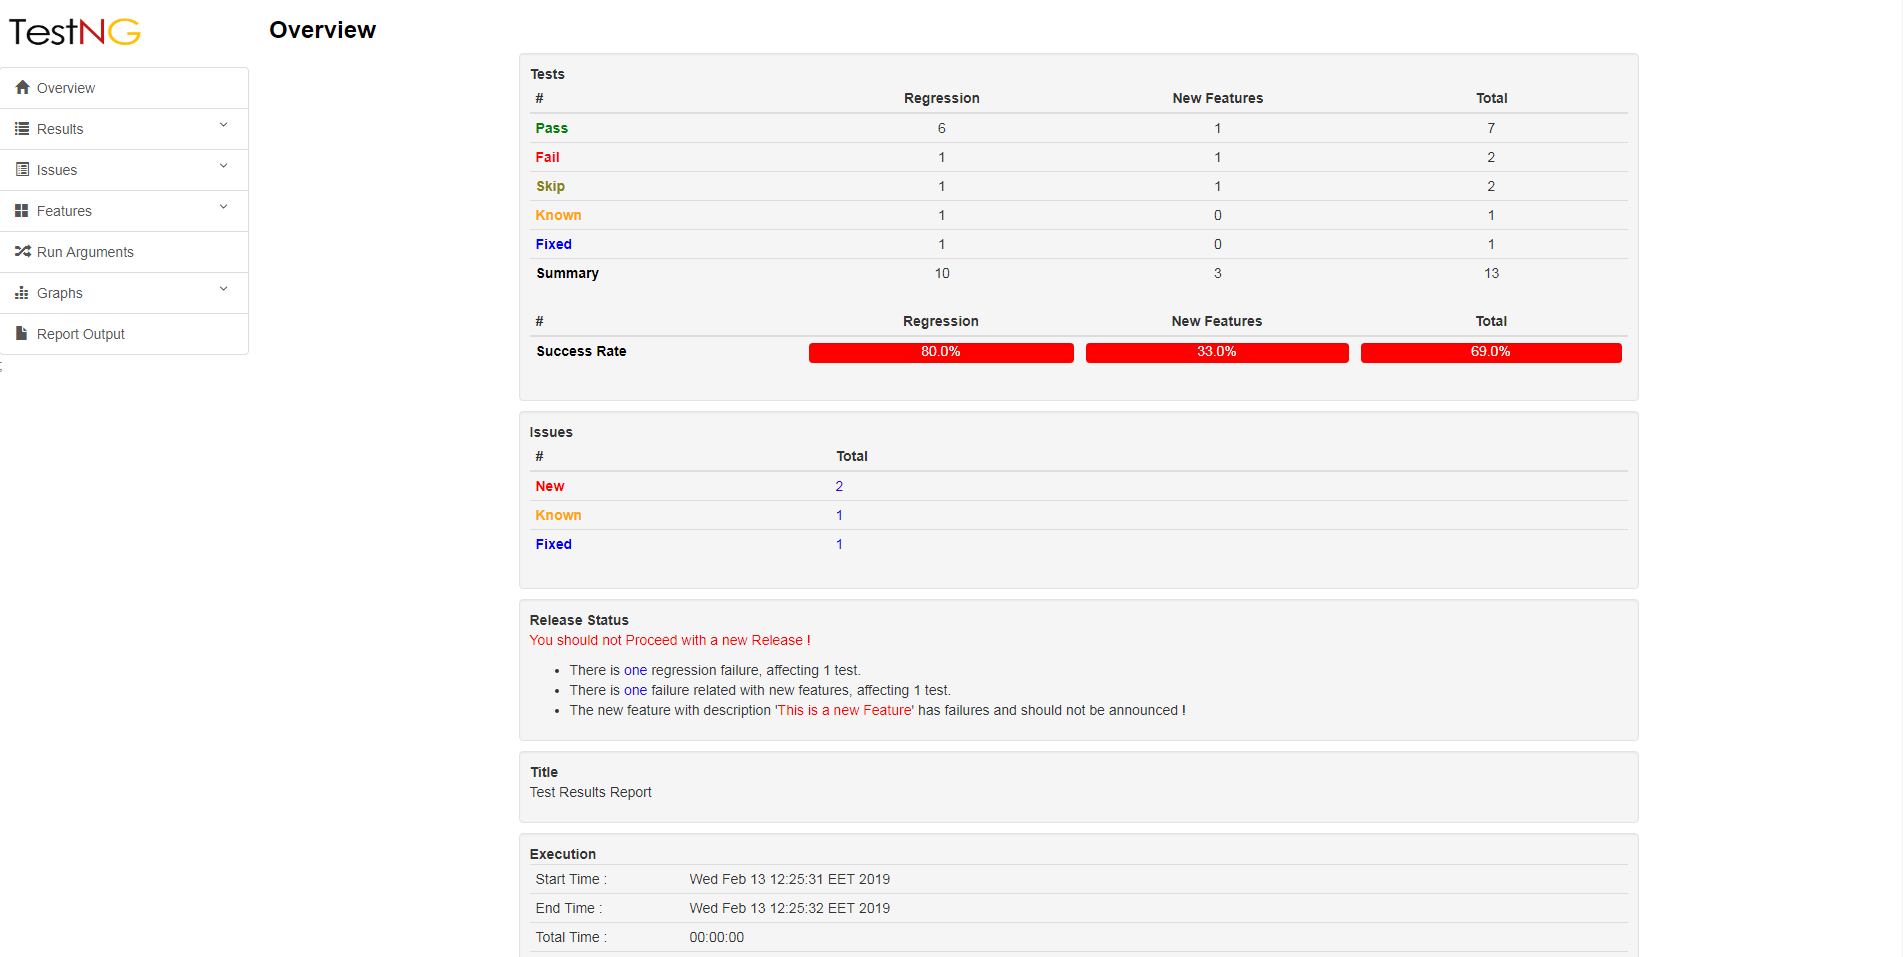 TestNG
Overview
Overview
Results
Issues
Features
Run Arguments
Graphs
Report Output
;
Tests
# Regression New Features Total
Pass 6 1 7
Fail 1 1 2
Skip 1 1 2
Known 1 0 1
Fixed 1 0 1
Summary 10 3 13
# Regression New Features Total
Success Rate 80.0% 33.0% 69.0%
Issues
# Total
New 2
Known 1
Fixed 1
Release Status
You should not Proceed with a new Release !
• There is one regression failure, affecting 1 test.
• There is one failure related with new features, affecting 1 test.
• The new feature with description 'This is a new Feature' has failures and should not be announced !
Title
Test Results Report
Execution
Start Time : Wed Feb 13 12:25:31 EET 2019
End Time : Wed Feb 13 12:25:32 EET 2019
Total Time : 00:00:00